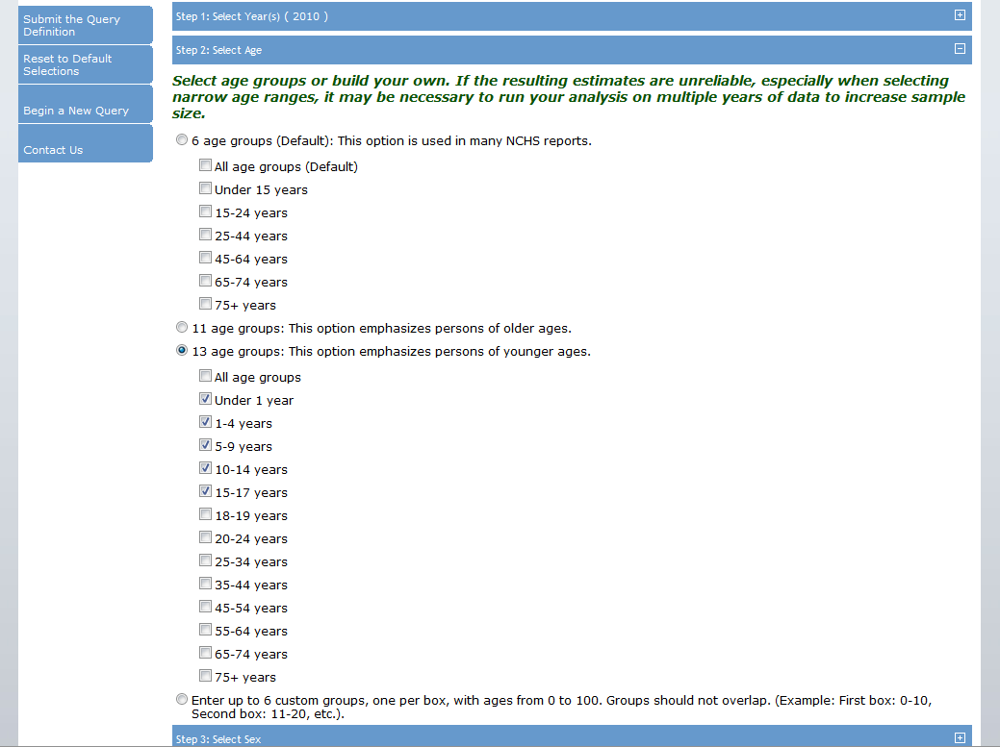 Submit the Query
Definition
Reset to Default
Selections
Begin a New Query
Contact Us
Step 1: Select Year(s) ( 2010 )
Step 2: Select Age
Select age groups or build your own. If the resulting estimates are unreliable, especially when selecting
narrow age ranges, it may be necessary to run your analysis on multiple years of data to increase sample
size.
6 age groups (Default): This option is used in many NCHS reports.
All age groups (Default)
Under 15 years
15-24 years
25-44 years
45-64 years
65-74 years
75+ years
11 age groups: This option emphasizes persons of older ages.
13 age groups: This option emphasizes persons of younger ages.
All age groups
Under 1 year
1-4 years
5-9 years
10-14 years
15-17 years
18-19 years
20-24 years
25-34 years
35-44 years
45-54 years
55-64 years
65-74 years
75+ years
Enter up to 6 custom groups, one per box, with ages from 0 to 100. Groups should not overlap. (Example: First box: 0-10,
Second box: 11-20, etc.).
Step 3: Select Sex